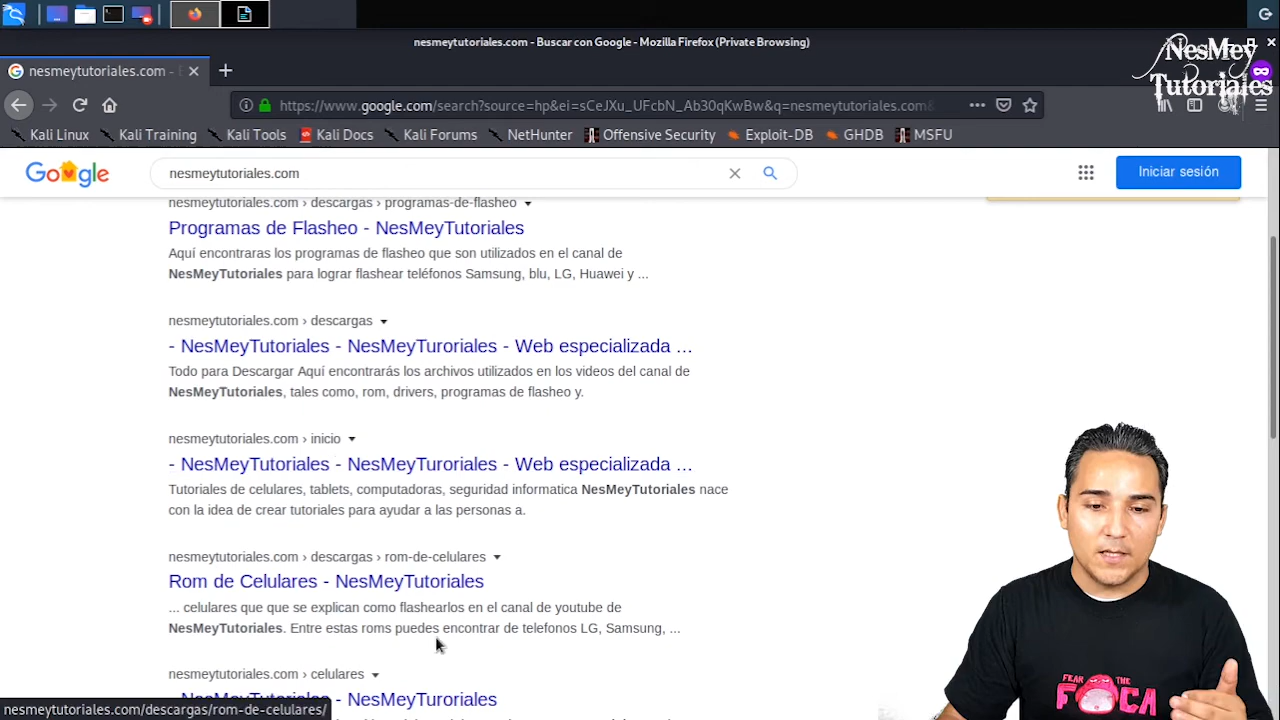 nesmeytutoriales.com - Buscar con Google - Mozilla Firefox (Private Browsing)
NesMey
Tutoriales
nesmeytutoriales.com -
https://www.google.com/search?source=hp&ei=sCeJXu_UFcbN_Ab30qKwBw&q=nesmeytutoriales.com&
Kali Linux
Kali Training
Kali Tools
Kali Docs
Kali Forums
NetHunter
Offensive Security
Exploit-DB
GHDB
MSFU
Google
nesmeytutoriales.com
Iniciar sesión
nesmeytutoriales.com › descargas › programas-de-flasheo
Programas de Flasheo - NesMeyTutoriales
Aquí encontraras los programas de flasheo que son utilizados en el canal de
NesMeyTutoriales para lograr flashear teléfonos Samsung, blu, LG, Huawei y ...
nesmeytutoriales.com › descargas
- NesMeyTutoriales - NesMeyTuroriales - Web especializada ...
Todo para Descargar Aquí encontrarás los archivos utilizados en los videos del canal de
NesMeyTutoriales, tales como, rom, drivers, programas de flasheo y.
nesmeytutoriales.com › inicio
- NesMeyTutoriales - NesMeyTuroriales - Web especializada ...
Tutoriales de celulares, tablets, computadoras, seguridad informatica NesMeyTutoriales nace
con la idea de crear tutoriales para ayudar a las personas a.
nesmeytutoriales.com › descargas › rom-de-celulares
Rom de Celulares - NesMeyTutoriales
... celulares que que se explican como flashearlos en el canal de youtube de
NesMeyTutoriales. Entre estas roms puedes encontrar de telefonos LG, Samsung, ...
nesmeytutoriales.com › celulares
- NesMeyTutoriales - NesMeyTuroriales
nesmeytutoriales.com/descargas/rom-de-celulares/
FEAR THE
FOCA